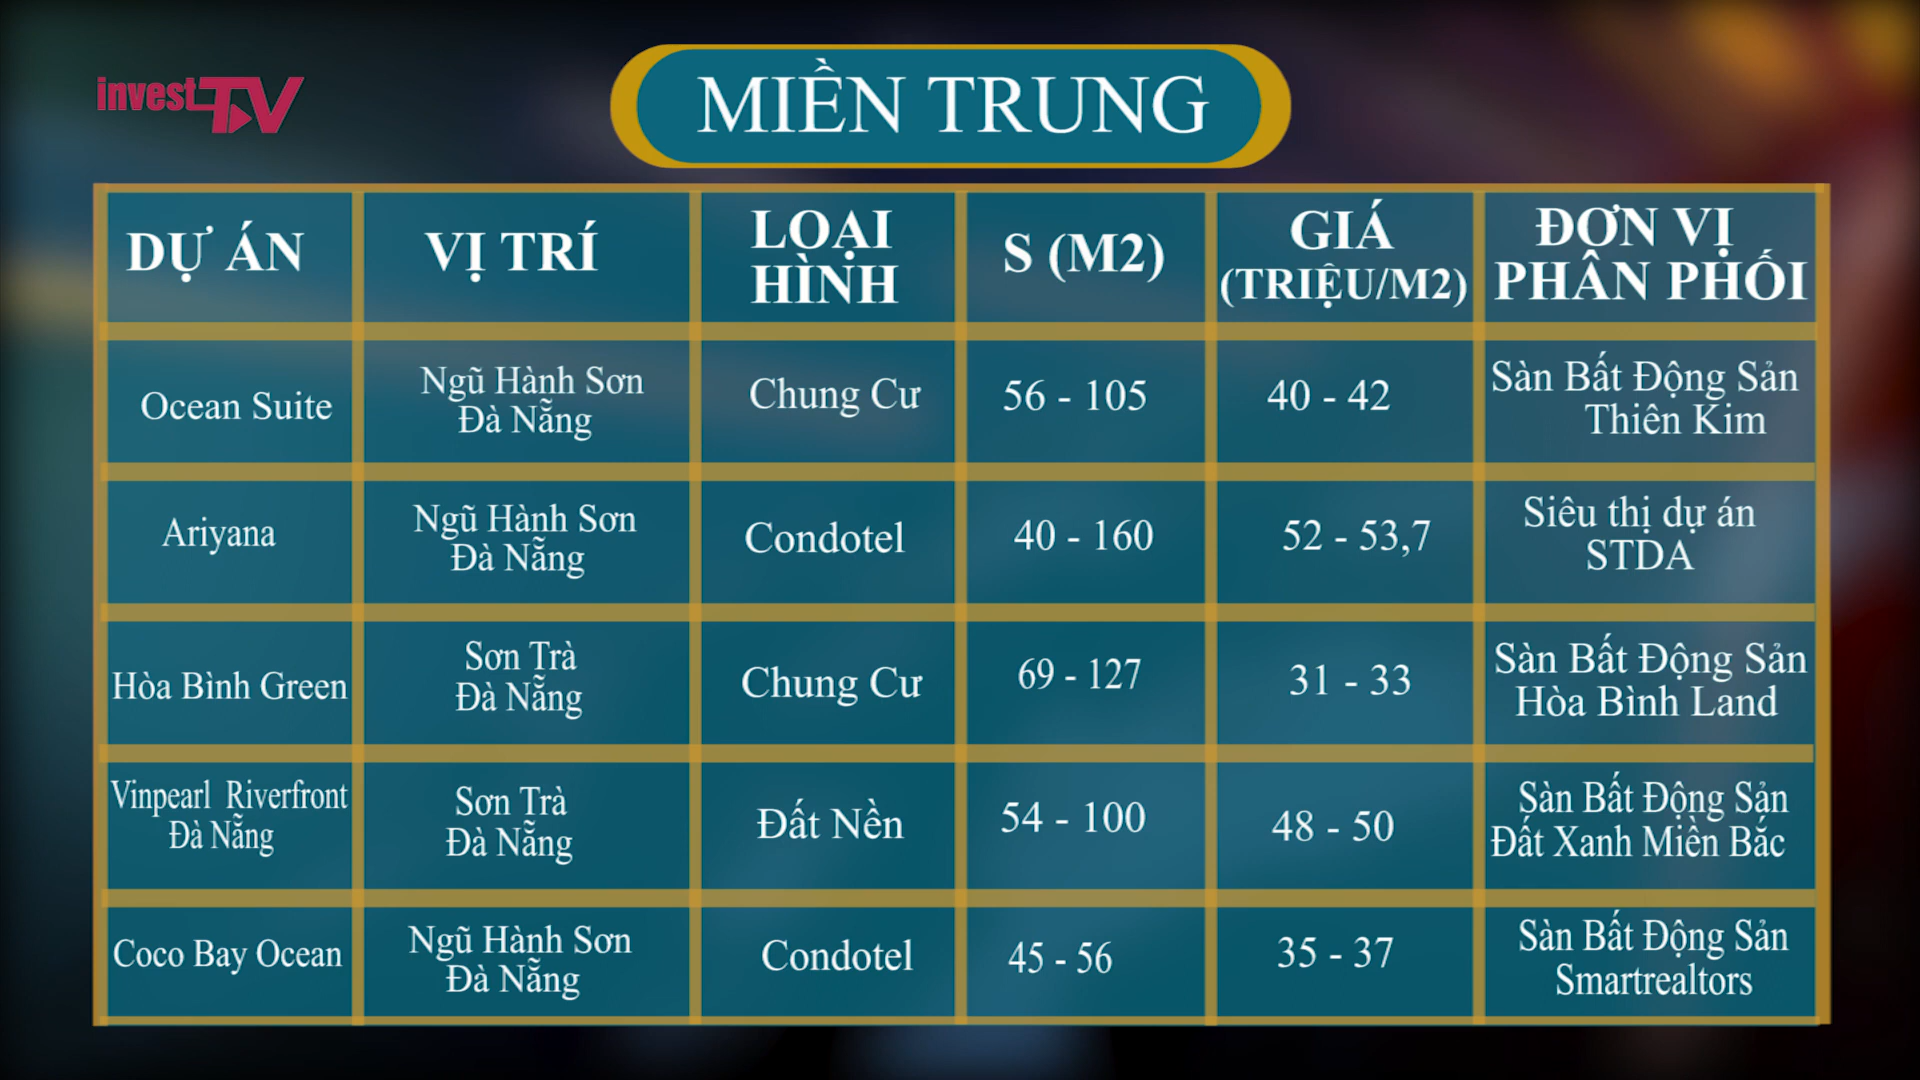 investTV
MIỀN TRUNG
DỰ ÁN
VỊ TRÍ
LOẠI
HÌNH
S (M2)
GIÁ
(TRIỆU/M2)
ĐƠN VỊ
PHÂN PHỐI
Ocean Suite
Ngũ Hành Sơn
Đà Nẵng
Chung Cư
56 - 105
40 - 42
Sàn Bất Động Sản
Thiên Kim
Ariyana
Ngũ Hành Sơn
Đà Nẵng
Condotel
40 - 160
52 - 53,7
Siêu thị dự án
STDA
Hòa Bình Green
Sơn Trà
Đà Nẵng
Chung Cư
69 - 127
31 - 33
Sàn Bất Động Sản
Hòa Bình Land
Vinpearl Riverfront
Đà Nẵng
Sơn Trà
Đà Nẵng
Đất Nền
54 - 100
48 - 50
Sàn Bất Động Sản
Đất Xanh Miền Bắc
Coco Bay Ocean
Ngũ Hành Sơn
Đà Nẵng
Condotel
45 - 56
35 - 37
Sàn Bất Động Sản
Smartrealtors